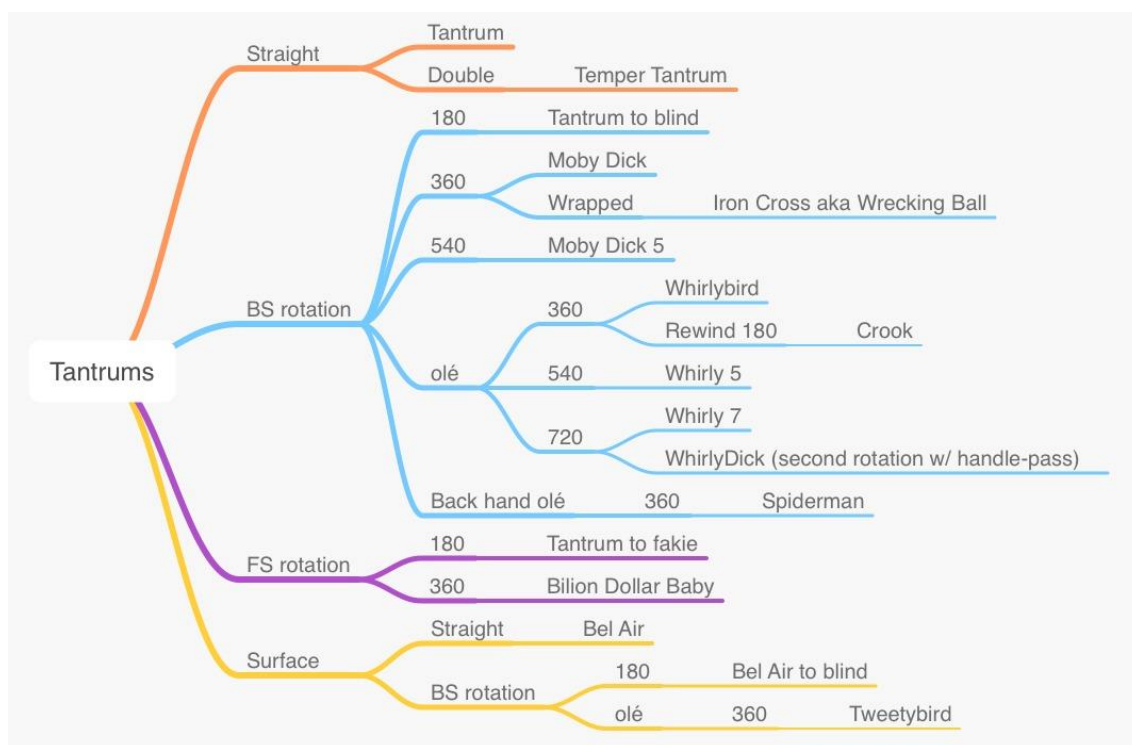 Tantrums
Straight
Tantrum
Double
Temper Tantrum
BS rotation
180
Tantrum to blind
360
Moby Dick
Wrapped
Iron Cross aka Wrecking Ball
540
Moby Dick 5
olé
360
Whirlybird
Rewind 180
Crook
540
Whirly 5
720
Whirly 7
WhirlyDick (second rotation w/ handle-pass)
Back hand olé
360
Spiderman
FS rotation
180
Tantrum to fakie
360
Bilion Dollar Baby
Surface
Straight
Bel Air
BS rotation
180
Bel Air to blind
olé
360
Tweetybird